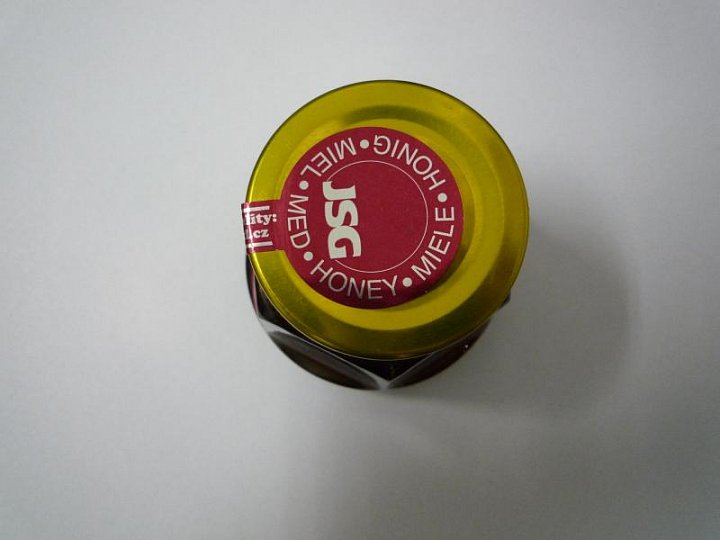 JSG
MED • HONEY • MIELE • HONIG • MIEL •
lity:
.cz